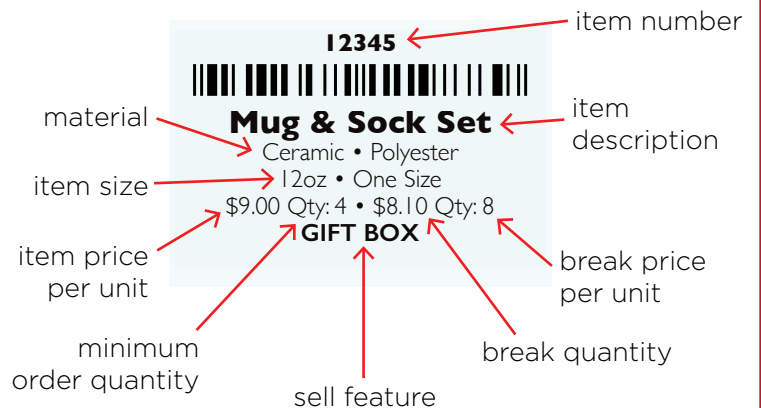 item number
12345
material
Mug & Sock Set
item
description
Ceramic • Polyester
item size
12oz • One Size
$9.00 Qty: 4 • $8.10 Qty: 8
GIFT BOX
item price
per unit
break price
per unit
minimum
order quantity
break quantity
sell feature